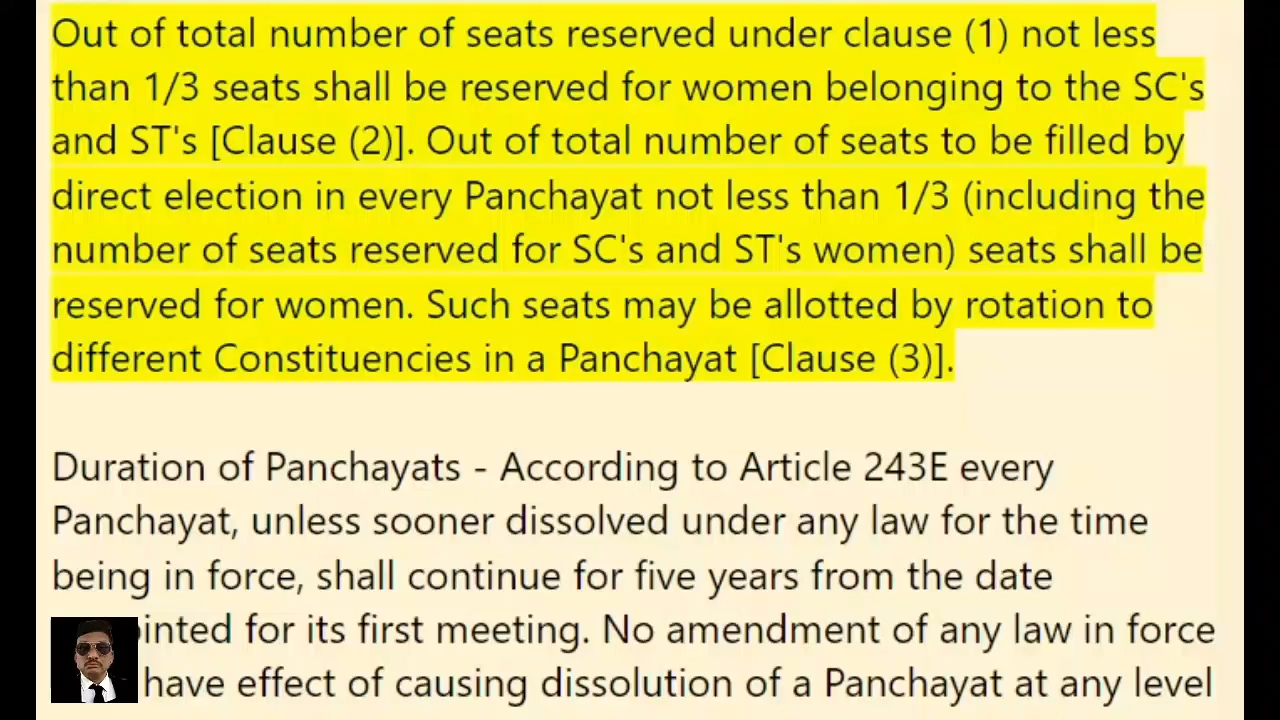 Out of total number of seats reserved under clause (1) not less
than 1/3 seats shall be reserved for women belonging to the SC's
and ST's [Clause (2)]. Out of total number of seats to be filled by
direct election in every Panchayat not less than 1/3 (including the
number of seats reserved for SC's and ST's women) seats shall be
reserved for women. Such seats may be allotted by rotation to
different Constituencies in a Panchayat [Clause (3)].
Duration of Panchayats - According to Article 243E every
Panchayat, unless sooner dissolved under any law for the time
being in force, shall continue for five years from the date
ointed for its first meeting. No amendment of any law in force
have effect of causing dissolution of a Panchayat at any level